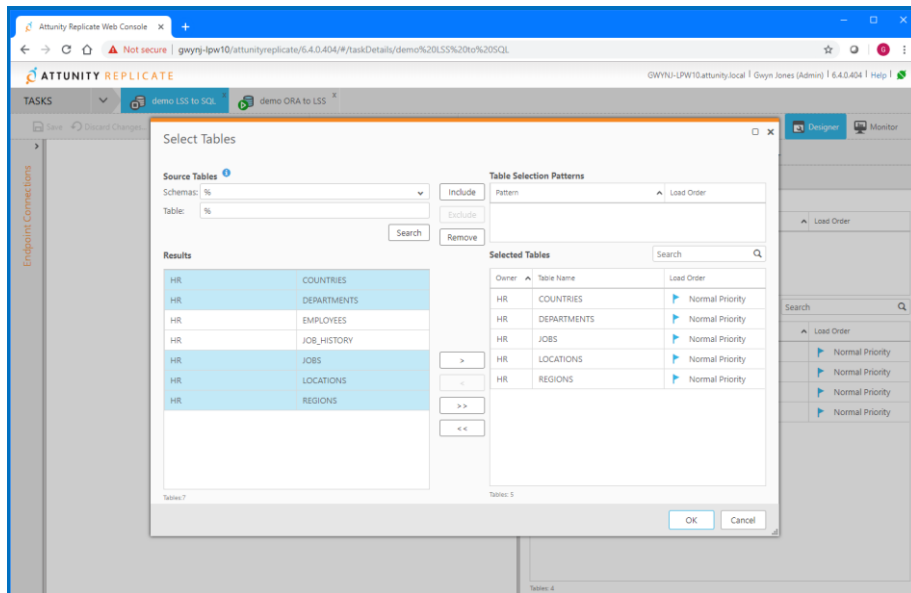 Attunity Replicate Web Console
Not secure | gwynj-lpw10/attunityreplicate/6.4.0.404/#/taskDetails/demo%20LSS%20to%20SQL
G
ATTUNITY REPLICATE
GWYNJ-LPW10.attunity.local | Gwyn Jones (Admin) | 6.4.0.404 | Help |
TASKS
demo LSS to SQL
demo ORA to LSS
Save
Discard Changes...
Designer
Monitor
Endpoint Connections
Select Tables
Source Tables
Table Selection Patterns
Schemas: %
Include
Pattern
Load Order
Table: %
Exclude
Search
Remove
Load Order
Results
Selected Tables
Search
Owner
Table Name
Load Order
HR COUNTRIES
HR DEPARTMENTS
HR EMPLOYEES
HR JOB_HISTORY
HR JOBS
HR LOCATIONS
HR REGIONS
>
<
>>
<<
HR COUNTRIES Normal Priority
HR DEPARTMENTS Normal Priority
HR JOBS Normal Priority
HR LOCATIONS Normal Priority
HR REGIONS Normal Priority
Search
Load Order
Normal Priority
Normal Priority
Normal Priority
Normal Priority
Tables:7
Tables: 5
OK
Cancel
Tables: 4